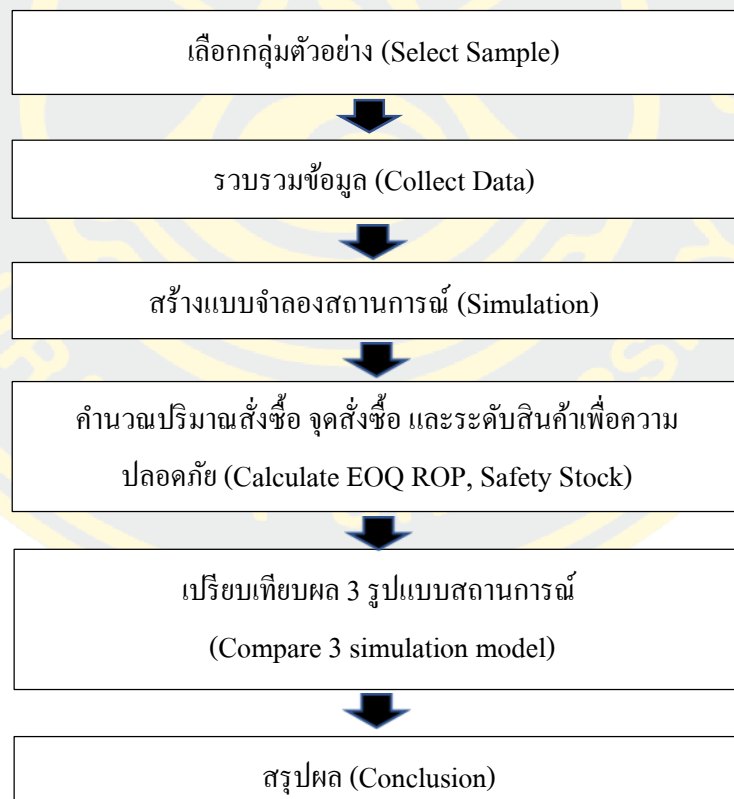 เลือกกลุ่มตัวอย่าง (Select Sample)
รวบรวมข้อมูล (Collect Data)
สร้างแบบจำลองสถานการณ์ (Simulation)
คำนวณปริมาณสั่งซื้อ จุดสั่งซื้อ และระดับสินค้าเพื่อความ
ปลอดภัย (Calculate EOQ ROP, Safety Stock)
เปรียบเทียบผล 3 รูปแบบสถานการณ์
(Compare 3 simulation model)
สรุปผล (Conclusion)